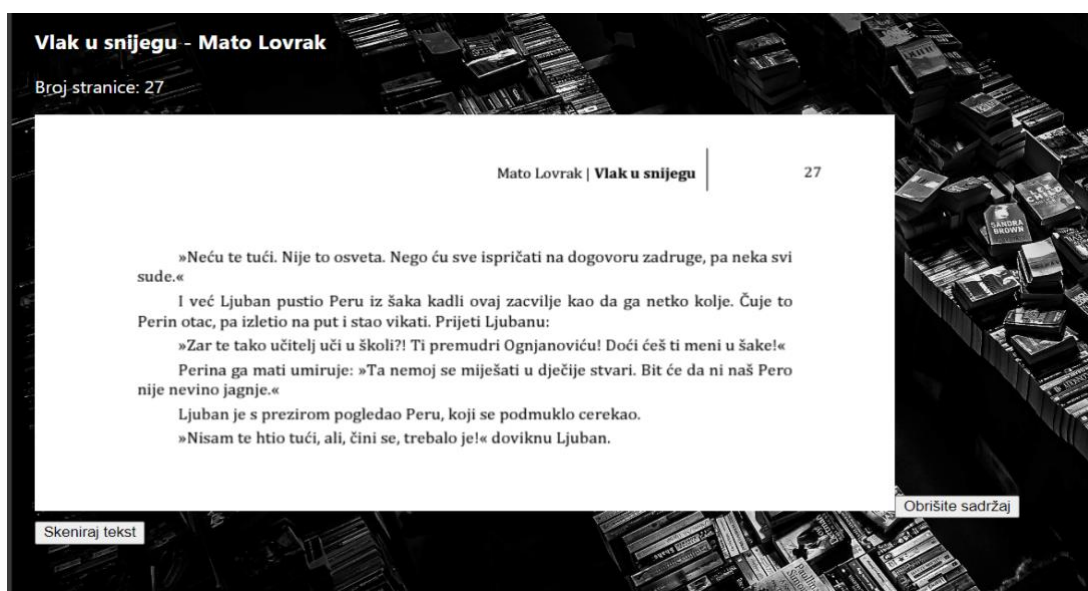 Vlak u snijegu - Mato Lovrak
Broj stranice: 27
Mato Lovrak | Vlak u snijegu 27
»Neću te tući. Nije to osveta. Nego ću sve ispričati na dogovoru zadruge, pa neka svi
sude.«
I već Ljuban pustio Peru iz šaka kadli ovaj zacvilje kao da ga netko kolje. Čuje to
Perin otac, pa izletio na put i stao vikati. Prijeti Ljubanu:
»Zar te tako učitelj uči u školi?! Ti premudri Ognjanoviću! Doći ćeš ti meni u šake!«
Perina ga mati umiruje: »Ta nemoj se miješati u dječije stvari. Bit će da ni naš Pero
nije nevino jagnje.«
Ljuban je s prezirom pogledao Peru, koji se podmuklo cerekao.
»Nisam te htio tući, ali, čini se, trebalo je!« doviknu Ljuban.
Obrišite sadržaj
Skeniraj tekst
LEE
CHILD
SANDRA
BROWN